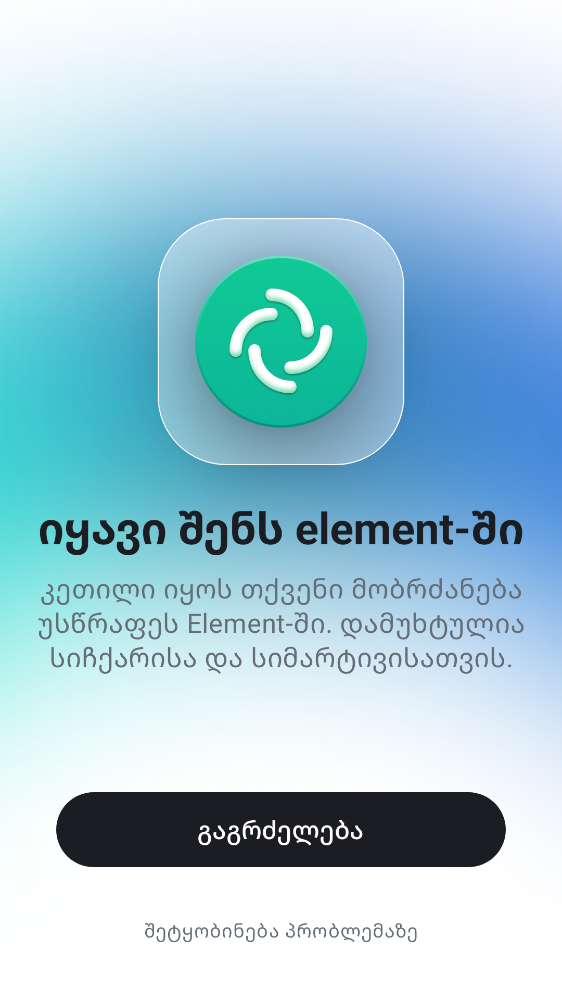 იყავი შენს element-ში
კეთილი იყოს თქვენი მობრძანება
უსწრაფეს Element-ში. დამუხტულია
სიჩქარისა და სიმარტივისათვის.
გაგრძელება
შეტყობინება პრობლემაზე